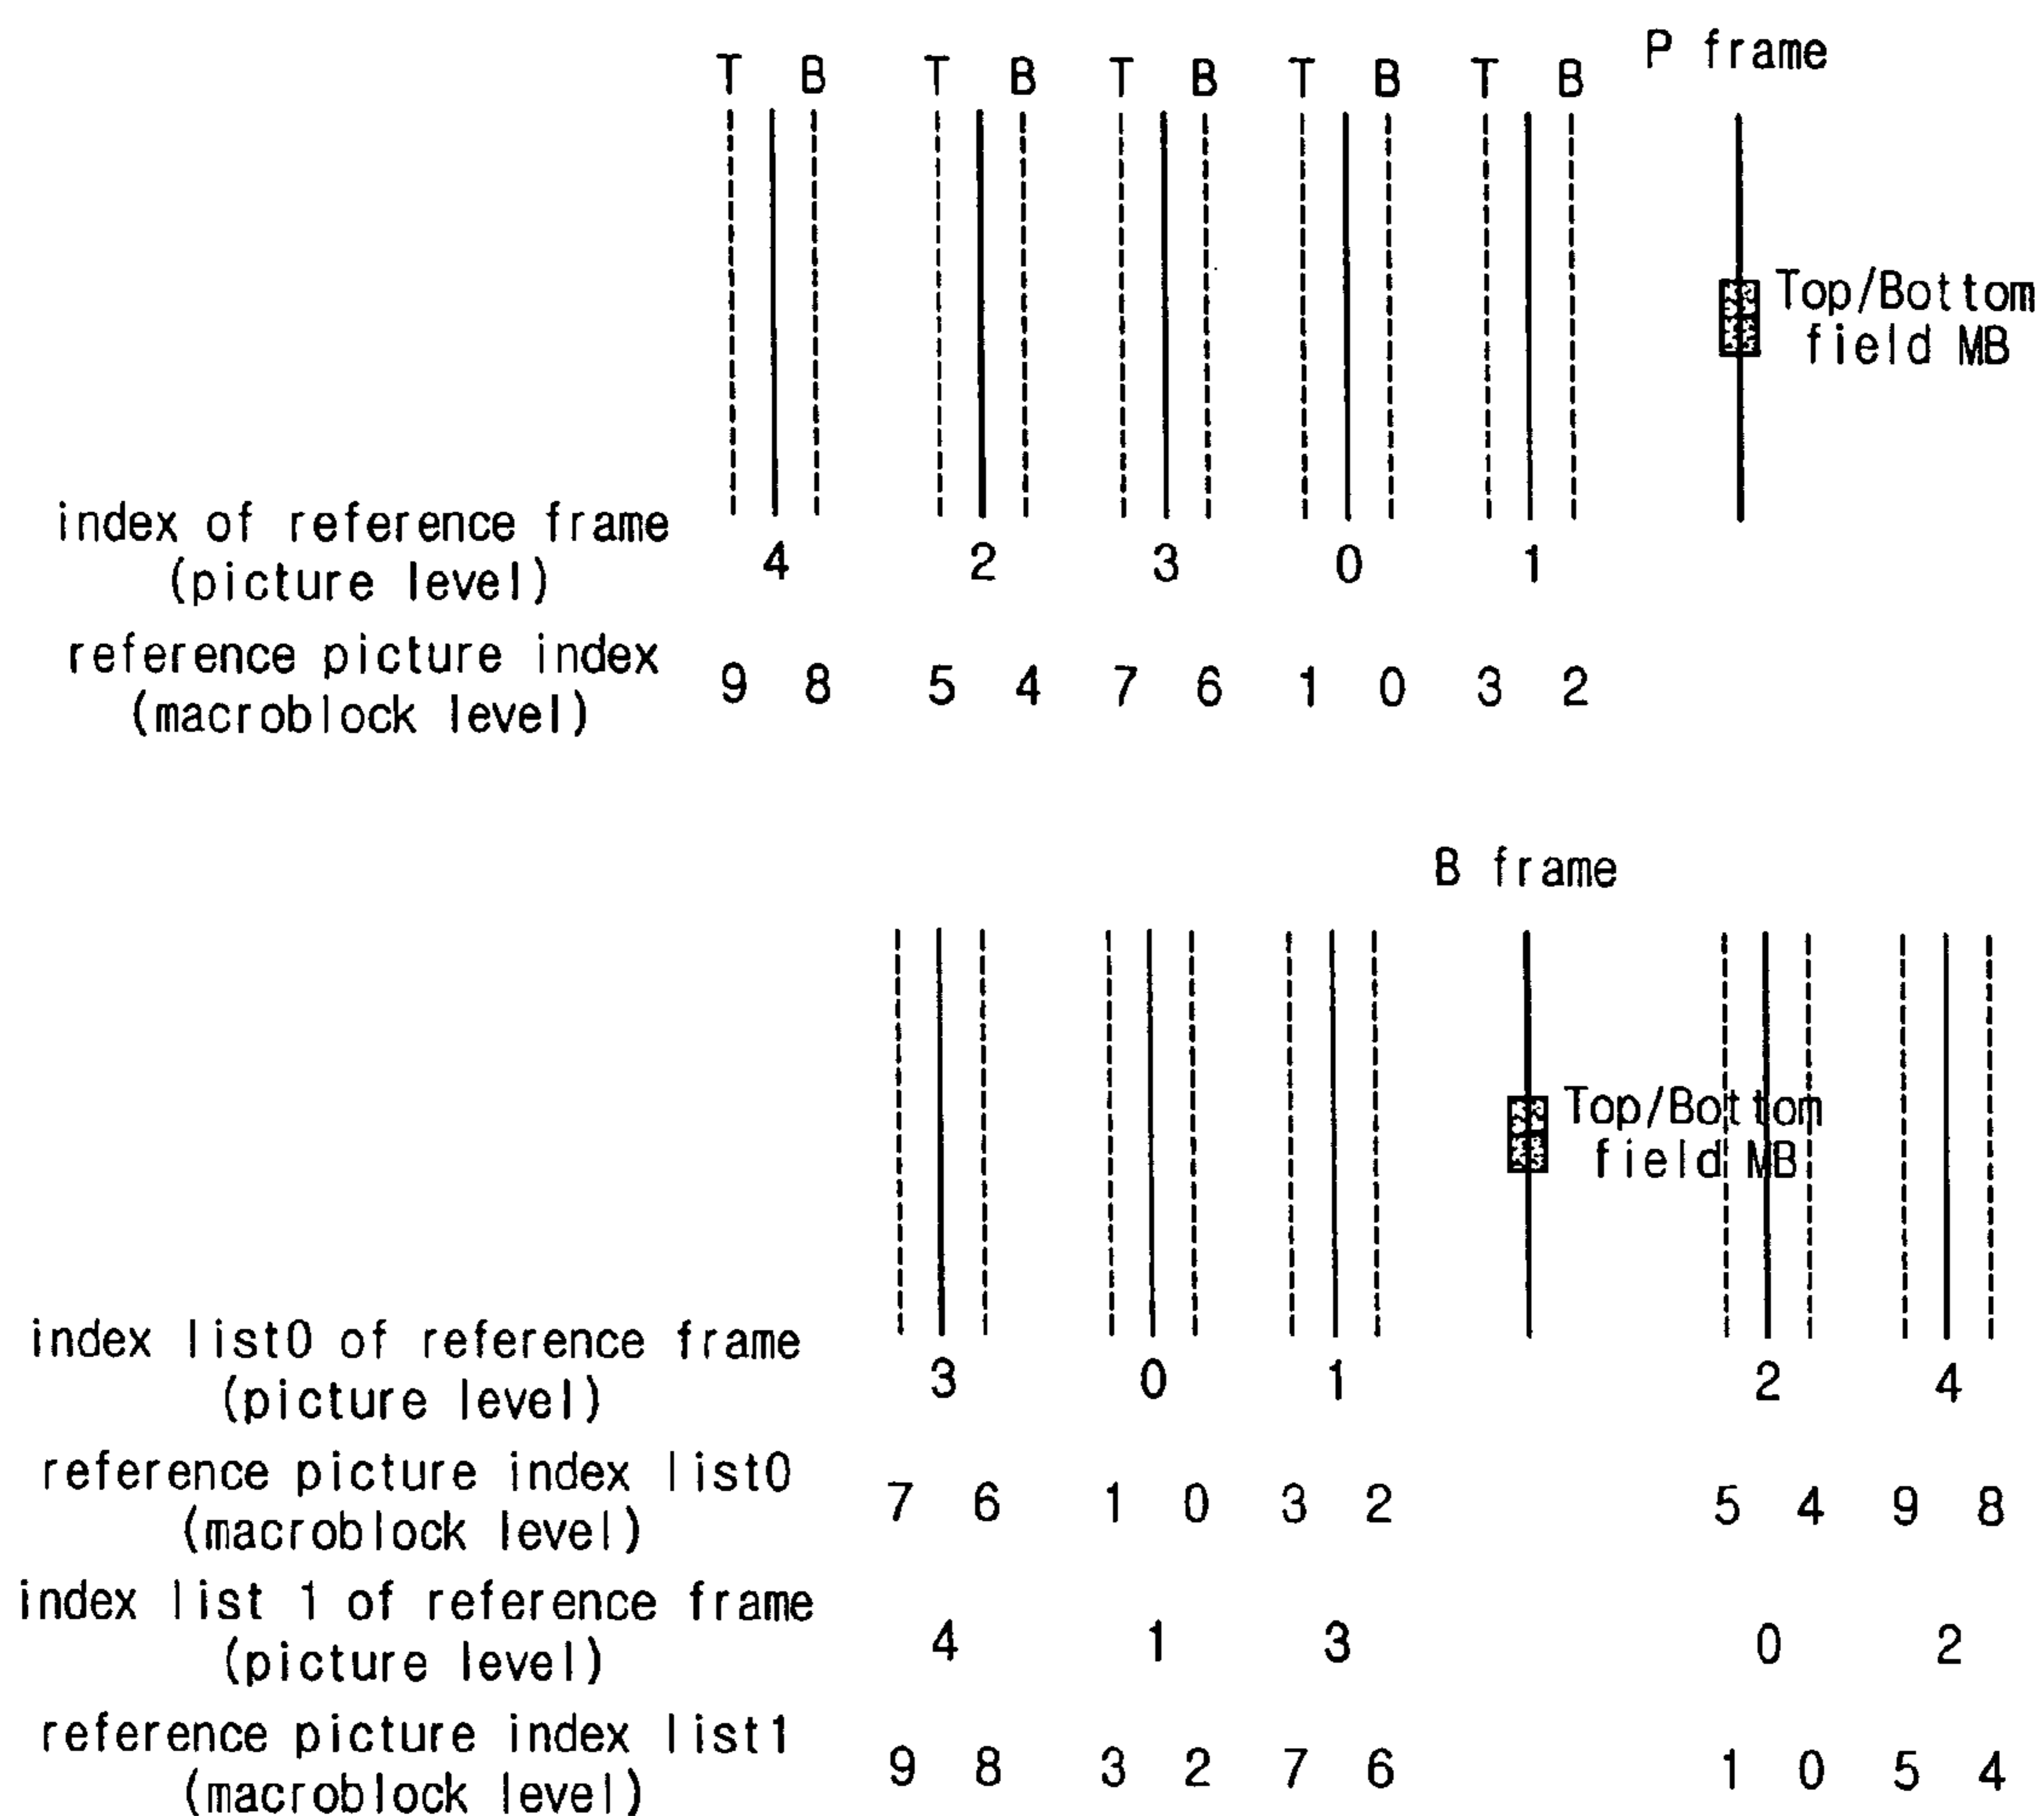 P frame
T B T B T B T B T B
Top/Bottom
field MB
index of reference frame
(picture level)
4 2 3 0 1
reference picture index
(macroblock level)
9 8 5 4 7 6 1 0 3 2
B frame
Top/Bottom
field MB
index list0 of reference frame
(picture level)
3 0 1 2 4
reference picture index list0
(macroblock level)
7 6 1 0 3 2 5 4 9 8
index list 1 of reference frame
(picture level)
4 1 3 0 2
reference picture index list1
(macroblock level)
9 8 3 2 7 6 1 0 5 4